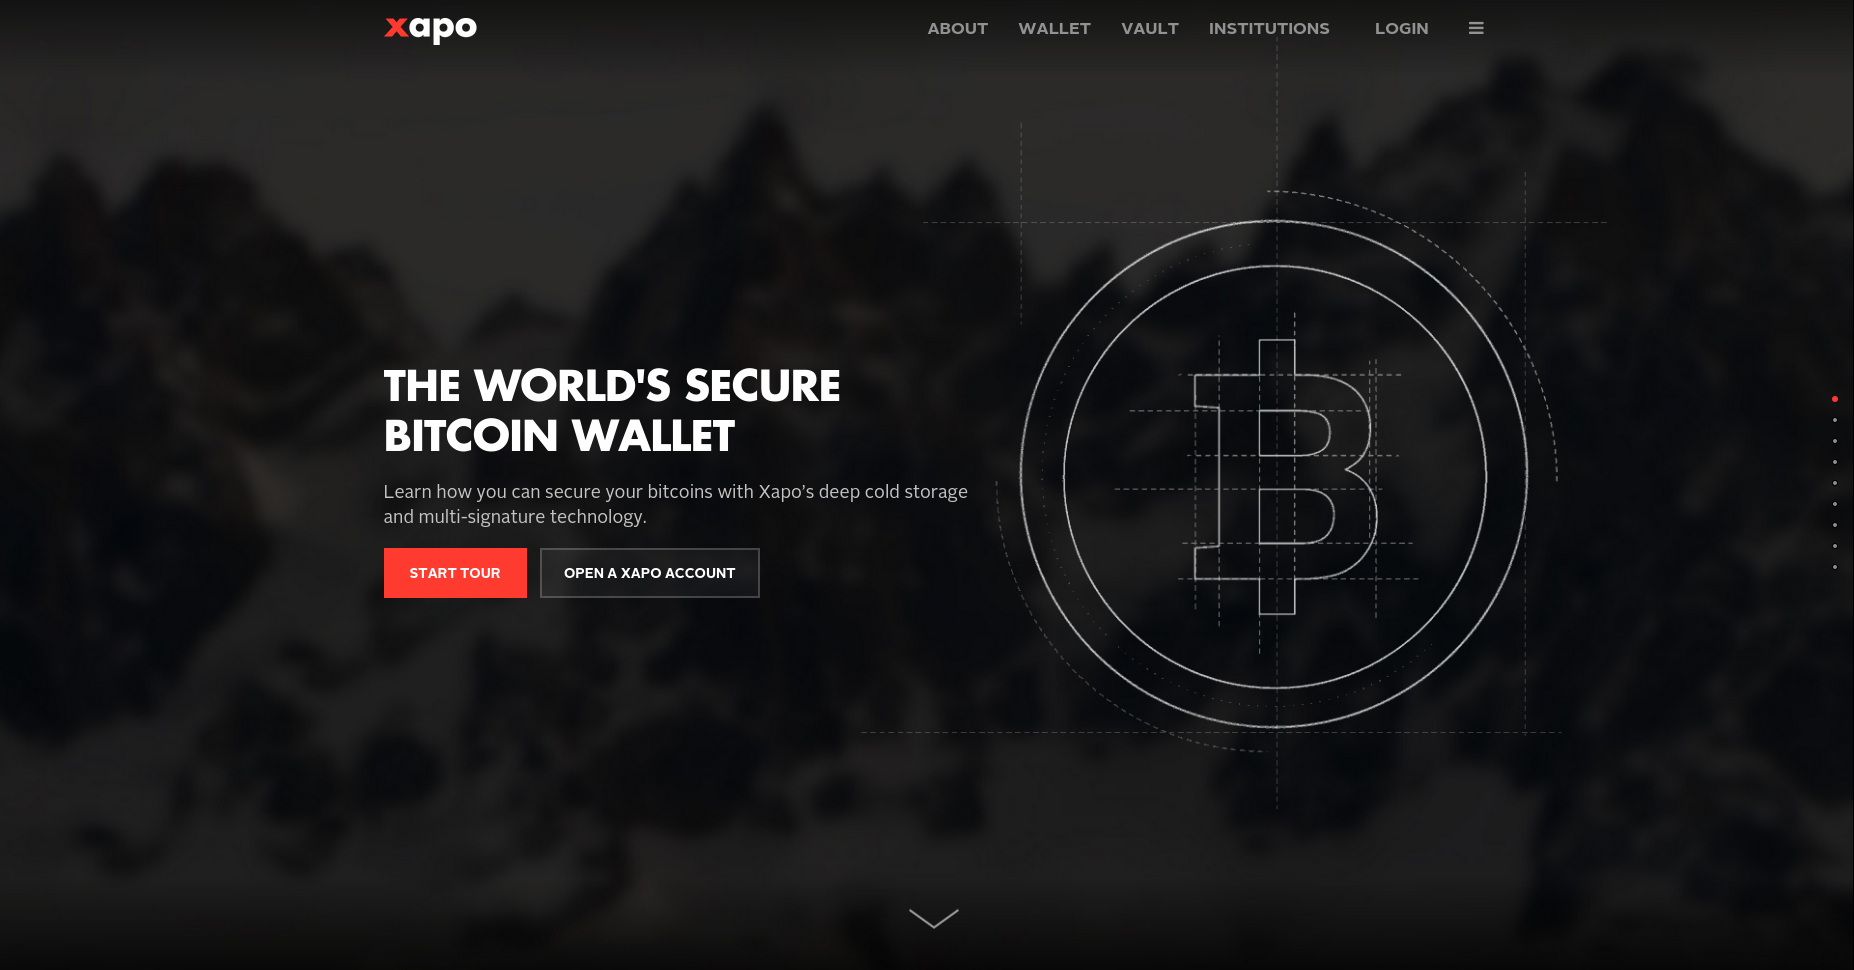 xapo
ABOUT WALLET VAULT INSTITUTIONS LOGIN
THE WORLD'S SECURE
BITCOIN WALLET
Learn how you can secure your bitcoins with Xapo’s deep cold storage
and multi-signature technology.
START TOUR OPEN A XAPO ACCOUNT